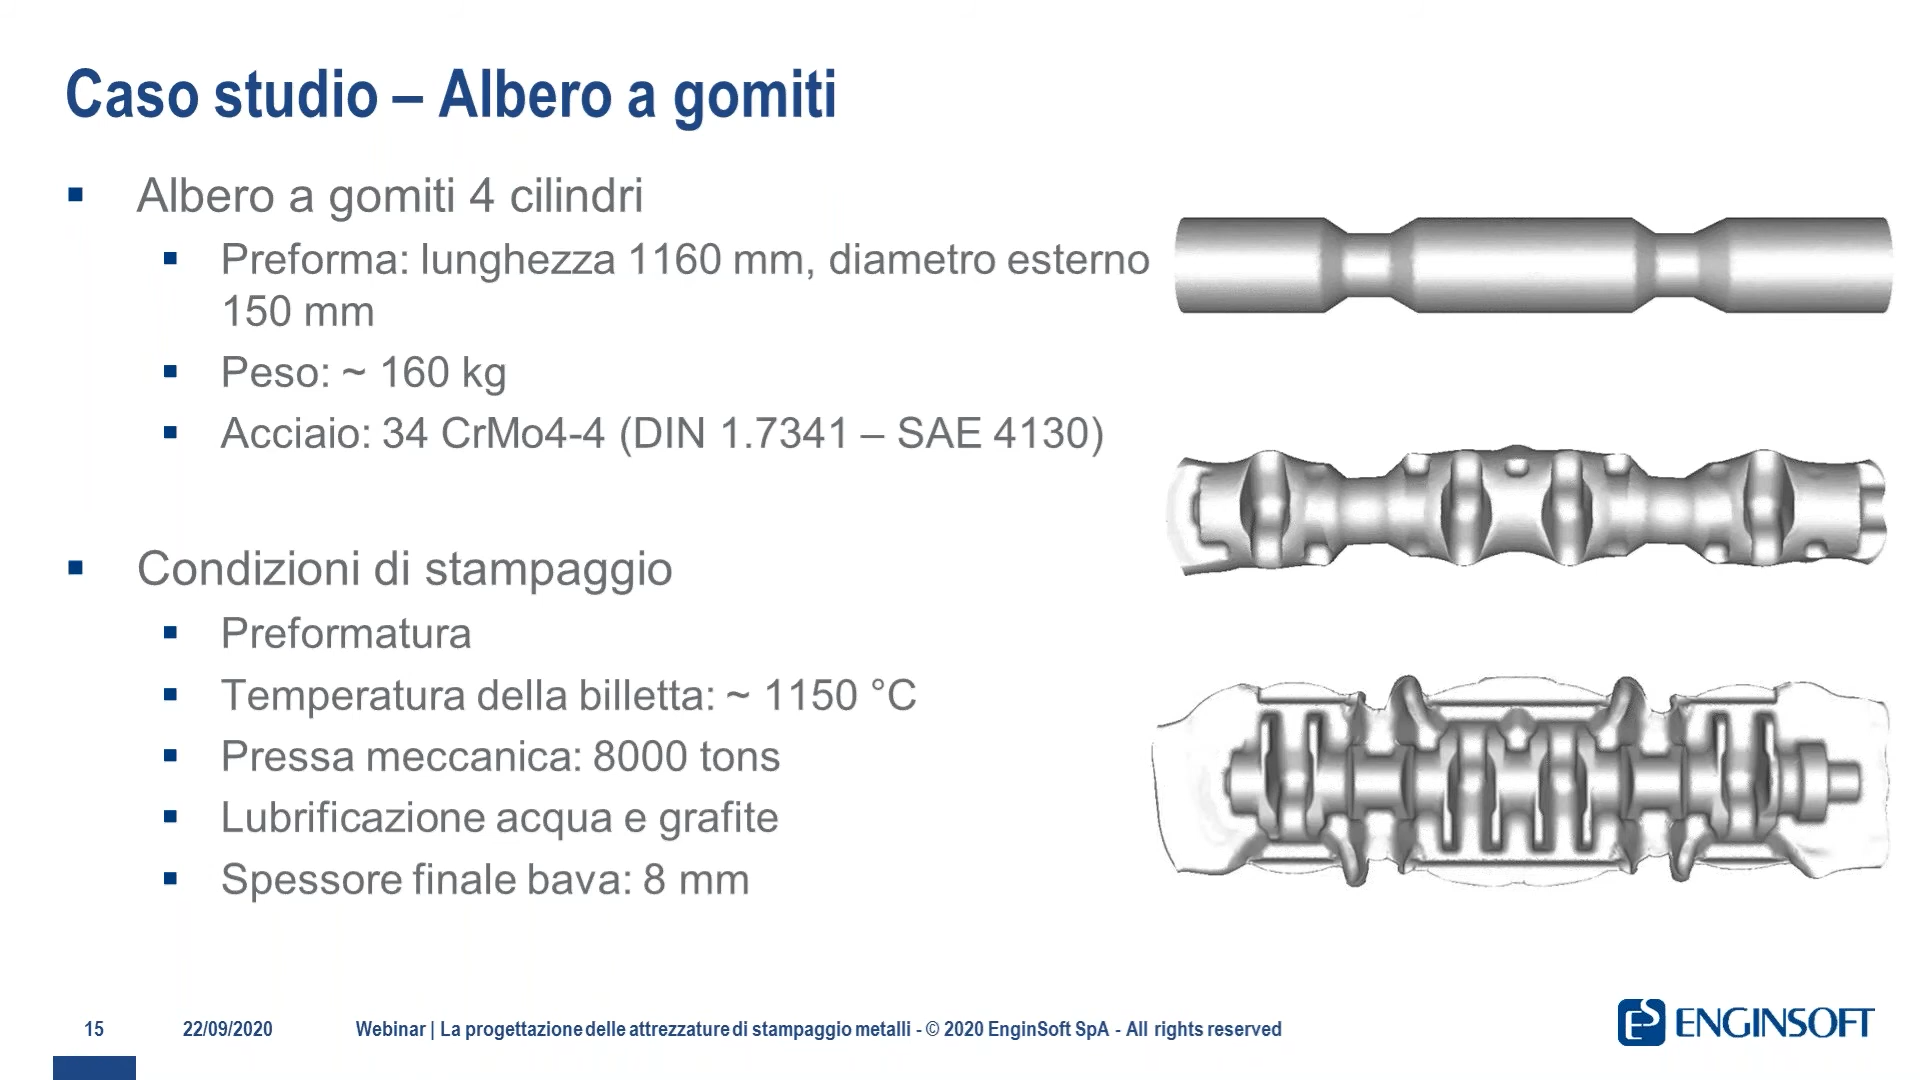 Caso studio – Albero a gomiti
▪ Albero a gomiti 4 cilindri
▪ Preforma: lunghezza 1160 mm, diametro esterno
150 mm
▪ Peso: ~ 160 kg
▪ Acciaio: 34 CrMo4-4 (DIN 1.7341 – SAE 4130)
▪ Condizioni di stampaggio
▪ Preformatura
▪ Temperatura della billetta: ~ 1150 °C
▪ Pressa meccanica: 8000 tons
▪ Lubrificazione acqua e grafite
▪ Spessore finale bava: 8 mm
15 22/09/2020 Webinar | La progettazione delle attrezzature di stampaggio metalli - © 2020 EnginSoft SpA - All rights reserved
ENGINSOFT